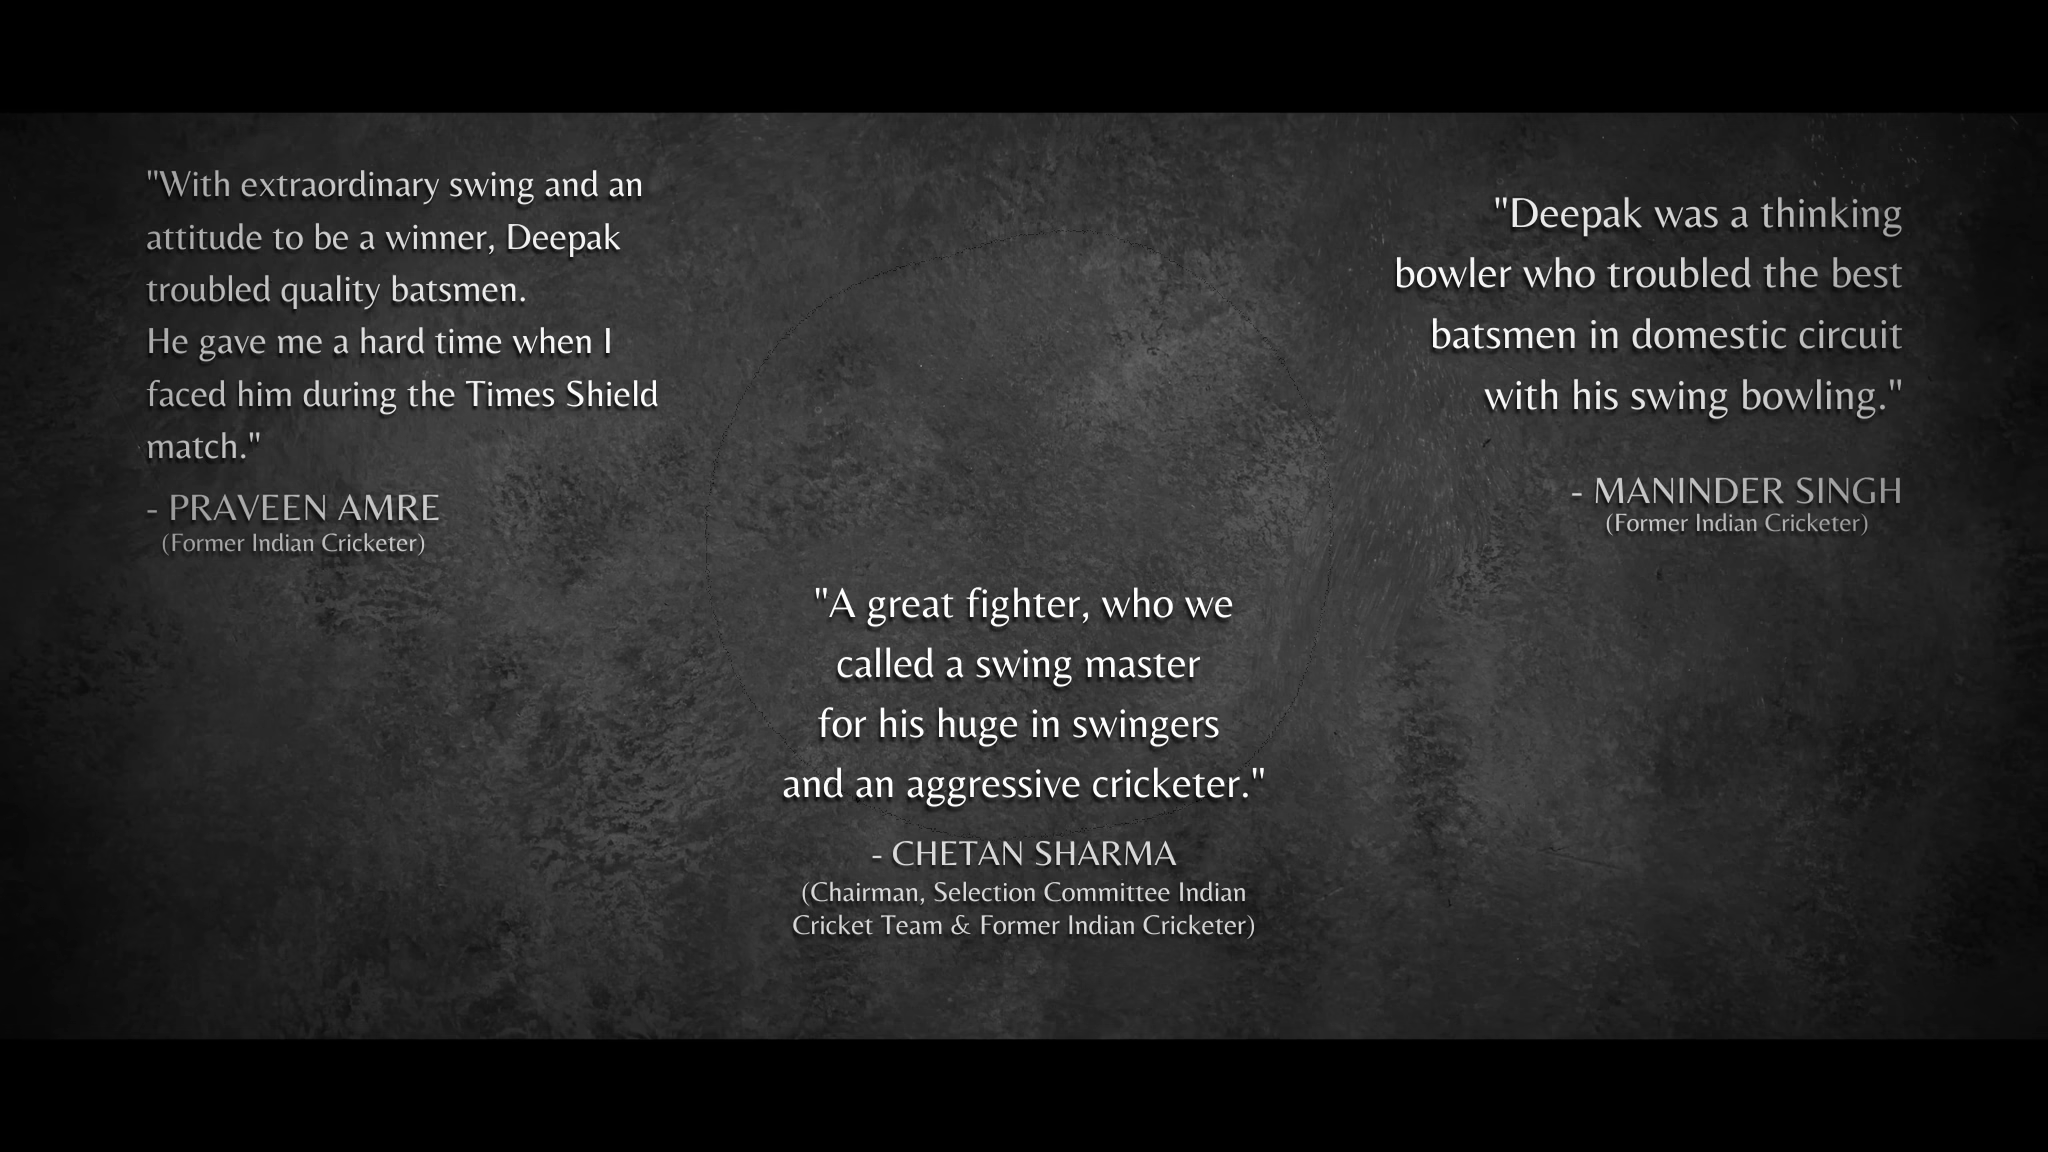 "With extraordinary swing and an
attitude to be a winner, Deepak
troubled quality batsmen.
He gave me a hard time when I
faced him during the Times Shield
match."
- PRAVEEN AMRE
(Former Indian Cricketer)
"Deepak was a thinking
bowler who troubled the best
batsmen in domestic circuit
with his swing bowling."
- MANINDER SINGH
(Former Indian Cricketer)
"A great fighter, who we
called a swing master
for his huge in swingers
and an aggressive cricketer."
- CHETAN SHARMA
(Chairman, Selection Committee Indian
Cricket Team & Former Indian Cricketer)